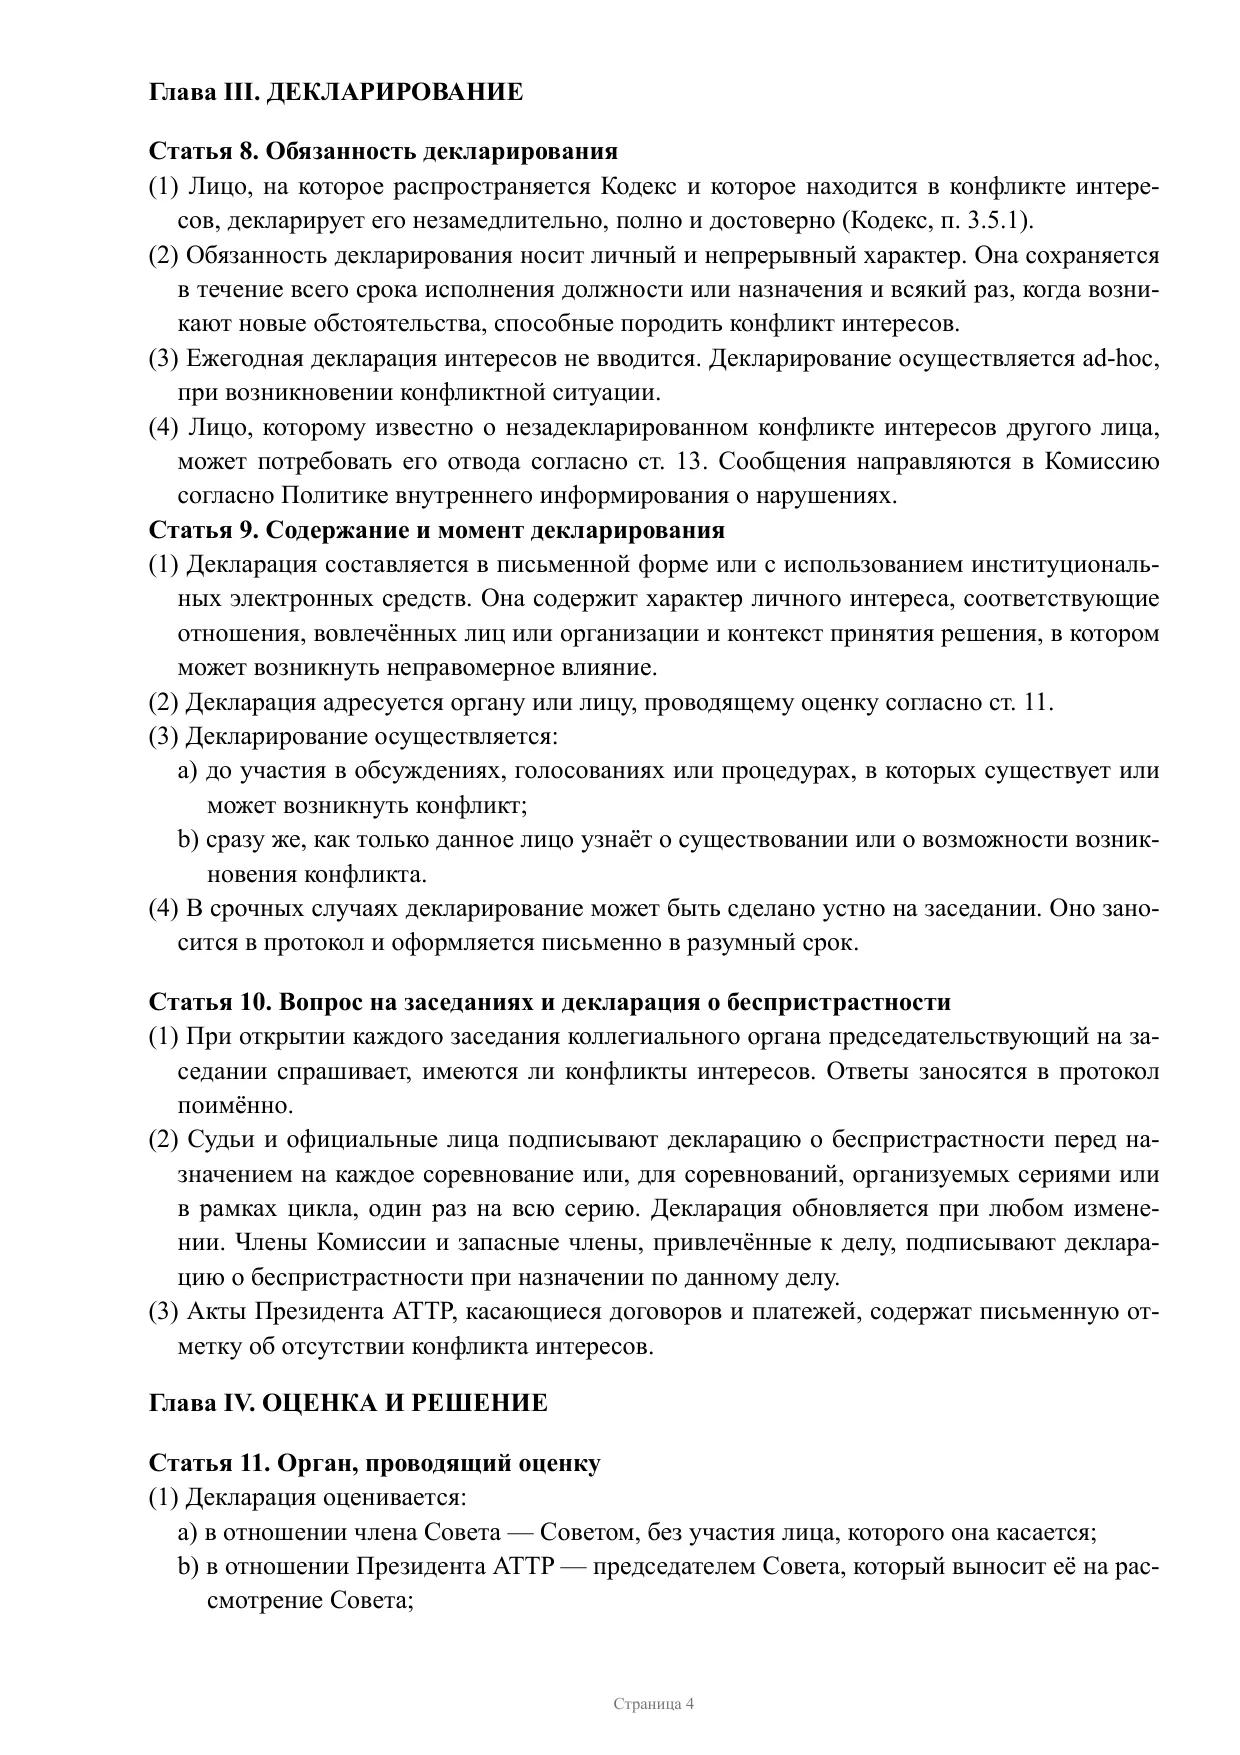 Глава III. ДЕКЛАРИРОВАНИЕ
Статья 8. Обязанность декларирования
(1) Лицо, на которое распространяется Кодекс и которое находится в конфликте интере-
сов, декларирует его незамедлительно, полно и достоверно (Кодекс, п. 3.5.1).
(2) Обязанность декларирования носит личный и непрерывный характер. Она сохраняется
в течение всего срока исполнения должности или назначения и всякий раз, когда возни-
кают новые обстоятельства, способные породить конфликт интересов.
(3) Ежегодная декларация интересов не вводится. Декларирование осуществляется ad-hoc,
при возникновении конфликтной ситуации.
(4) Лицо, которому известно о незадекларированном конфликте интересов другого лица,
может потребовать его отвода согласно ст. 13. Сообщения направляются в Комиссию
согласно Политике внутреннего информирования о нарушениях.
Статья 9. Содержание и момент декларирования
(1) Декларация составляется в письменной форме или с использованием институциональ-
ных электронных средств. Она содержит характер личного интереса, соответствующие
отношения, вовлечённых лиц или организации и контекст принятия решения, в котором
может возникнуть неправомерное влияние.
(2) Декларация адресуется органу или лицу, проводящему оценку согласно ст. 11.
(3) Декларирование осуществляется:
a) до участия в обсуждениях, голосованиях или процедурах, в которых существует или
может возникнуть конфликт;
b) сразу же, как только данное лицо узнаёт о существовании или о возможности возник-
новения конфликта.
(4) В срочных случаях декларирование может быть сделано устно на заседании. Оно зано-
сится в протокол и оформляется письменно в разумный срок.
Статья 10. Вопрос на заседаниях и декларация о беспристрастности
(1) При открытии каждого заседания коллегиального органа председательствующий на за-
седании спрашивает, имеются ли конфликты интересов. Ответы заносятся в протокол
поимённо.
(2) Судьи и официальные лица подписывают декларацию о беспристрастности перед на-
значением на каждое соревнование или, для соревнований, организуемых сериями или
в рамках цикла, один раз на всю серию. Декларация обновляется при любом измене-
нии. Члены Комиссии и запасные члены, привлечённые к делу, подписывают деклара-
цию о беспристрастности при назначении по данному делу.
(3) Акты Президента АТТР, касающиеся договоров и платежей, содержат письменную от-
метку об отсутствии конфликта интересов.
Глава IV. ОЦЕНКА И РЕШЕНИЕ
Статья 11. Орган, проводящий оценку
(1) Декларация оценивается:
a) в отношении члена Совета — Советом, без участия лица, которого она касается;
b) в отношении Президента АТТР — председателем Совета, который выносит её на рас-
смотрение Совета;
Страница 4